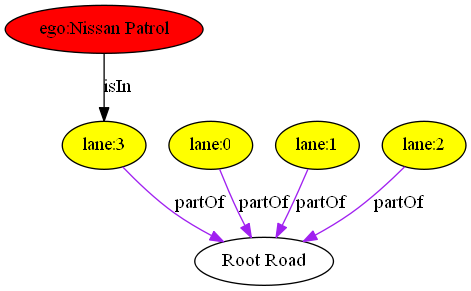 ego:Nissan Patrol
isIn
lane:3
lane:0
lane:1
lane:2
partOf
partOf
partOf
partOf
Root Road